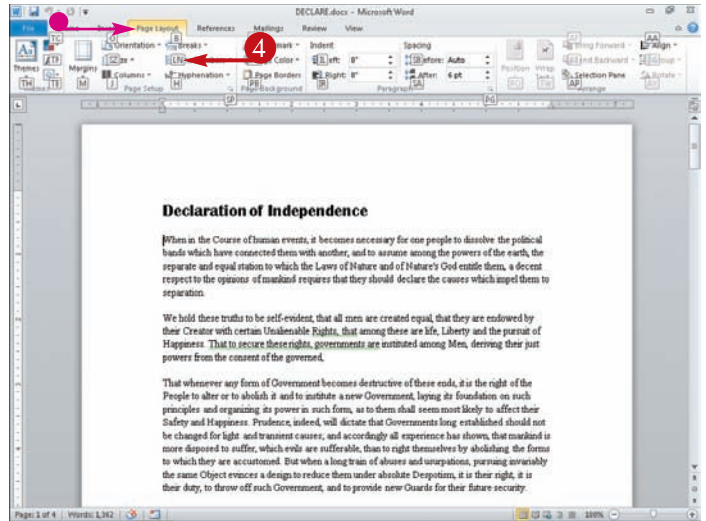 DECLARE.docx - Microsoft Word
File Page Layout References Mailings Review View
Themes Margins Orientation Breaks Indent Spacing Align
Size Color Left: 0" Before: Auto Position Wrap
Columns Hyphenation Page Borders Right: 0" After: 6 pt Selection Pane Rotate
Page Setup Page Background Paragraph Arrange
4
Declaration of Independence
When in the Course of human events, it becomes necessary for one people to dissolve the political
bands which have connected them with another, and to assume among the powers of the earth, the
separate and equal station to which the Laws of Nature and of Nature's God entitle them, a decent
respect to the opinions of mankind requires that they should declare the causes which impel them to
separation.
We hold these truths to be self-evident, that all men are created equal, that they are endowed by
their Creator with certain Unalienable Rights, that among these are life, Liberty and the pursuit of
Happiness. That to secure these rights, governments are instituted among Men, deriving their just
powers from the consent of the governed,
That whenever any form of Government becomes destructive of these ends, it is the right of the
People to alter or to abolish it and to institute a new Government, laying its foundation on such
principles and organizing its power in such form, as to them shall seem most likely to affect their
Safety and Happiness. Prudence, indeed, will dictate that Governments long established should not
be changed for light and transient causes; and accordingly all experience has shown, that mankind is
more disposed to suffer, which evils are sufferable, than to right themselves by abolishing the forms
to which they are accustomed. But when a long train of abuses and usurpations, pursuing invariably
the same Object evinces a design to reduce them under absolute Despotism, it is their right, it is
their duty, to throw off such Government, and to provide new Guards for their future security.
Page: 1 of 4 Words: 1,362 100%